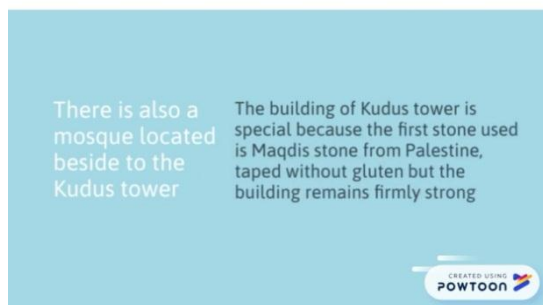 There is also a
mosque located
beside to the
Kudus tower
The building of Kudus tower is
special because the first stone used
is Maqdis stone from Palestine,
taped without gluten but the
building remains firmly strong
CREATED USING
POWTOON